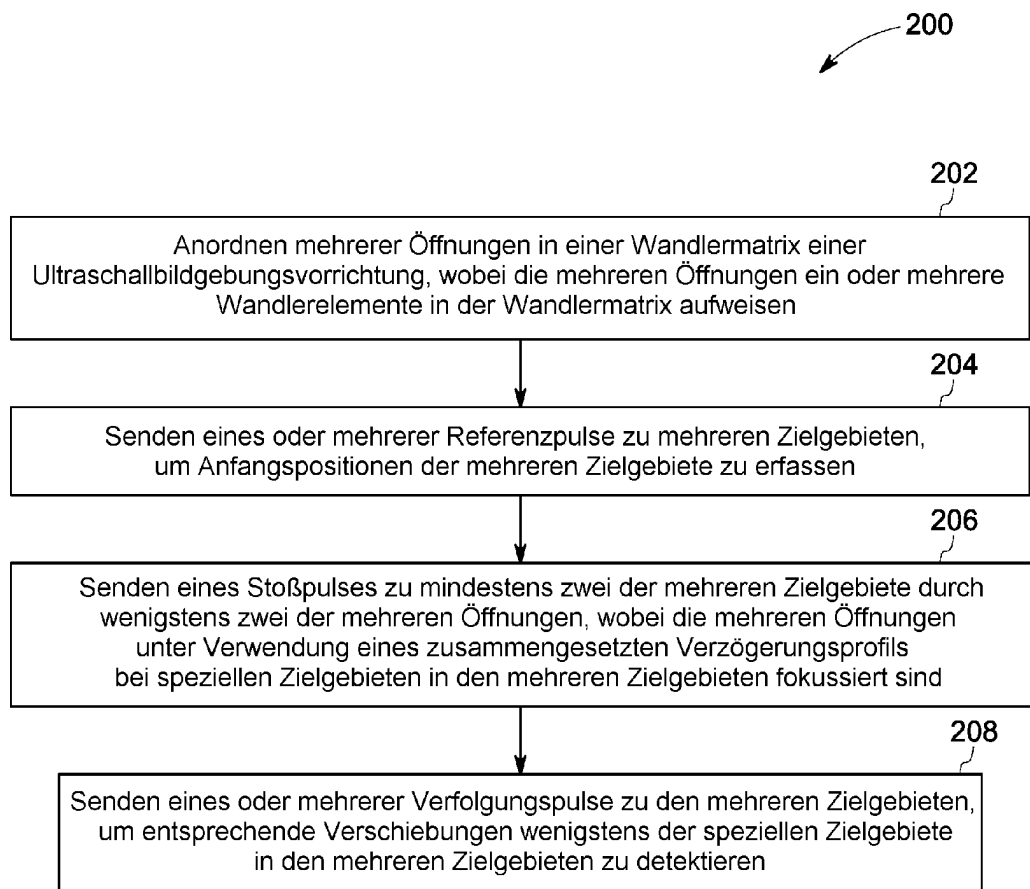 200
202
Anordnen mehrerer Öffnungen in einer Wandlermatrix einer
Ultraschallbildgebungsvorrichtung, wobei die mehreren Öffnungen ein oder mehrere
Wandlerelemente in der Wandlermatrix aufweisen
204
Senden eines oder mehrerer Referenzpulse zu mehreren Zielgebieten,
um Anfangspositionen der mehreren Zielgebiete zu erfassen
206
Senden eines Stoßpulses zu mindestens zwei der mehreren Zielgebiete durch
wenigstens zwei der mehreren Öffnungen, wobei die mehreren Öffnungen
unter Verwendung eines zusammengesetzten Verzögerungsprofils
bei speziellen Zielgebieten in den mehreren Zielgebieten fokussiert sind
208
Senden eines oder mehrerer Verfolgungspulse zu den mehreren Zielgebieten,
um entsprechende Verschiebungen wenigstens der speziellen Zielgebiete
in den mehreren Zielgebieten zu detektieren